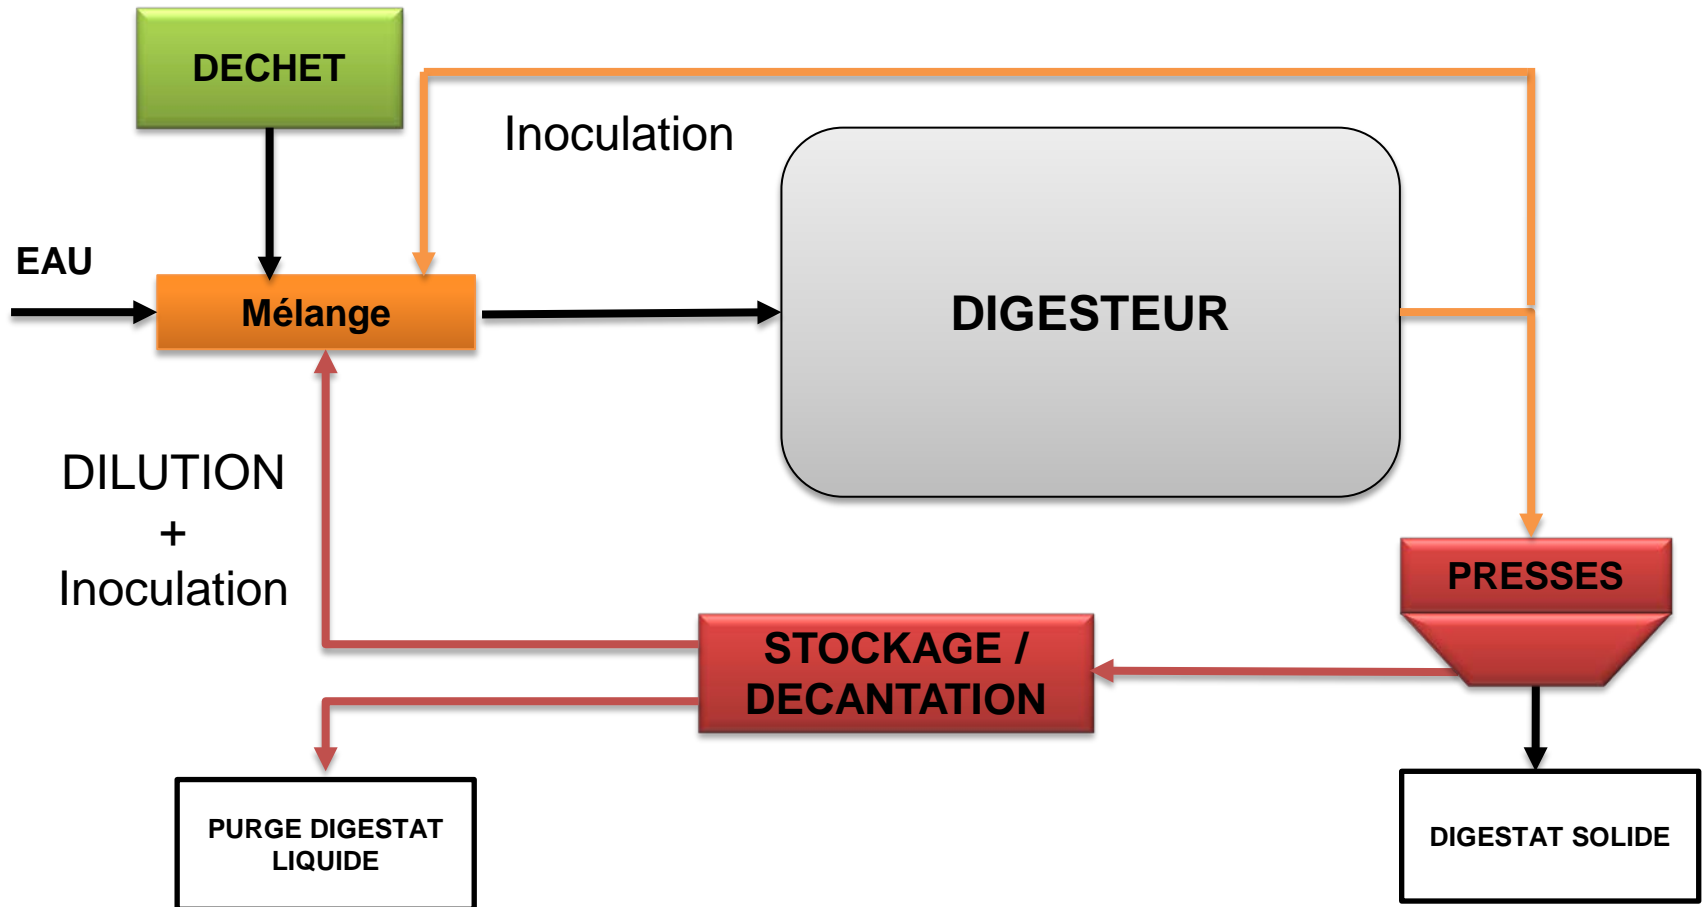 DECHET
Inoculation
EAU
Mélange
DIGESTEUR
DILUTION
+
Inoculation
PRESSES
STOCKAGE /
DECANTATION
PURGE DIGESTAT
LIQUIDE
DIGESTAT SOLIDE